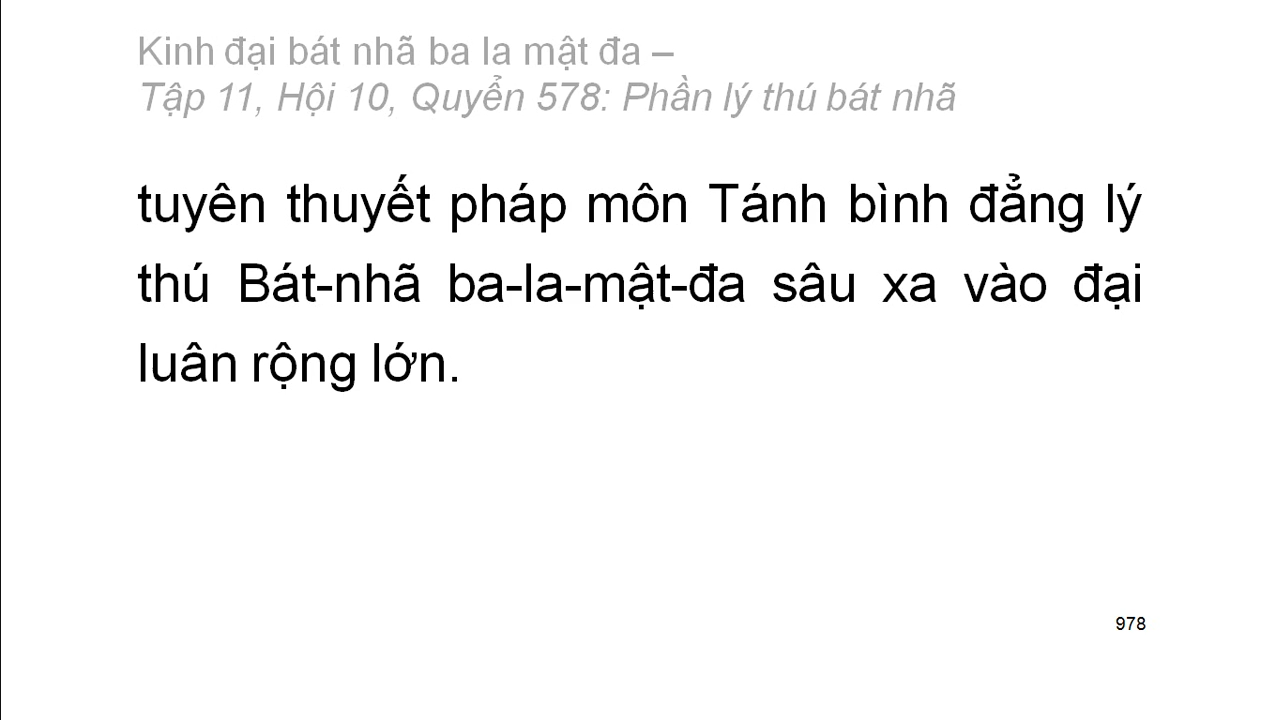 Kinh đại bát nhã ba la mật đa –
Tập 11, Hội 10, Quyển 578: Phần lý thú bát nhã
tuyên thuyết pháp môn Tánh bình đẳng lý
thú Bát-nhã ba-la-mật-đa sâu xa vào đại
luân rộng lớn.
978